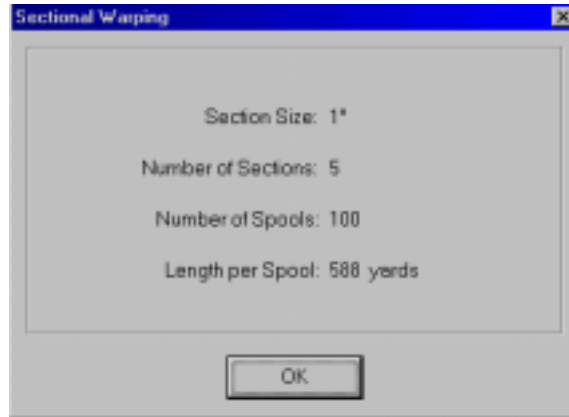 Sectional Warping
Section Size: 1"
Number of Sections: 5
Number of Spools: 100
Length per Spool: 588 yards
OK